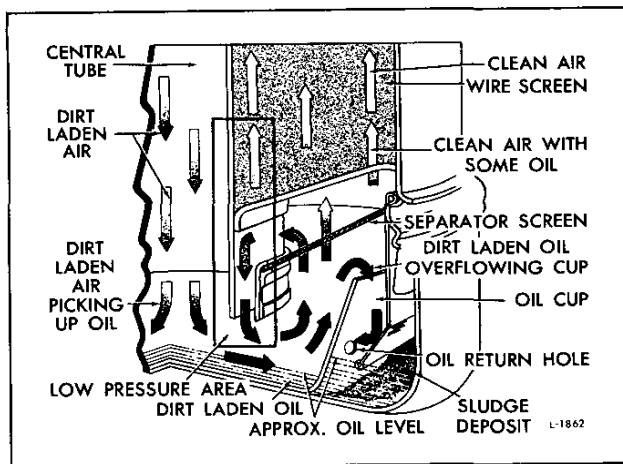 CENTRAL
TUBE
DIRT
LADEN
AIR
DIRT
LADEN
AIR
PICKING
UP OIL
LOW PRESSURE AREA
DIRT LADEN OIL
APPROX. OIL LEVEL
CLEAN AIR
WIRE SCREEN
CLEAN AIR WITH
SOME OIL
SEPARATOR SCREEN
DIRT LADEN OIL
OVERFLOWING CUP
OIL CUP
OIL RETURN HOLE
SLUDGE
DEPOSIT
L-1862